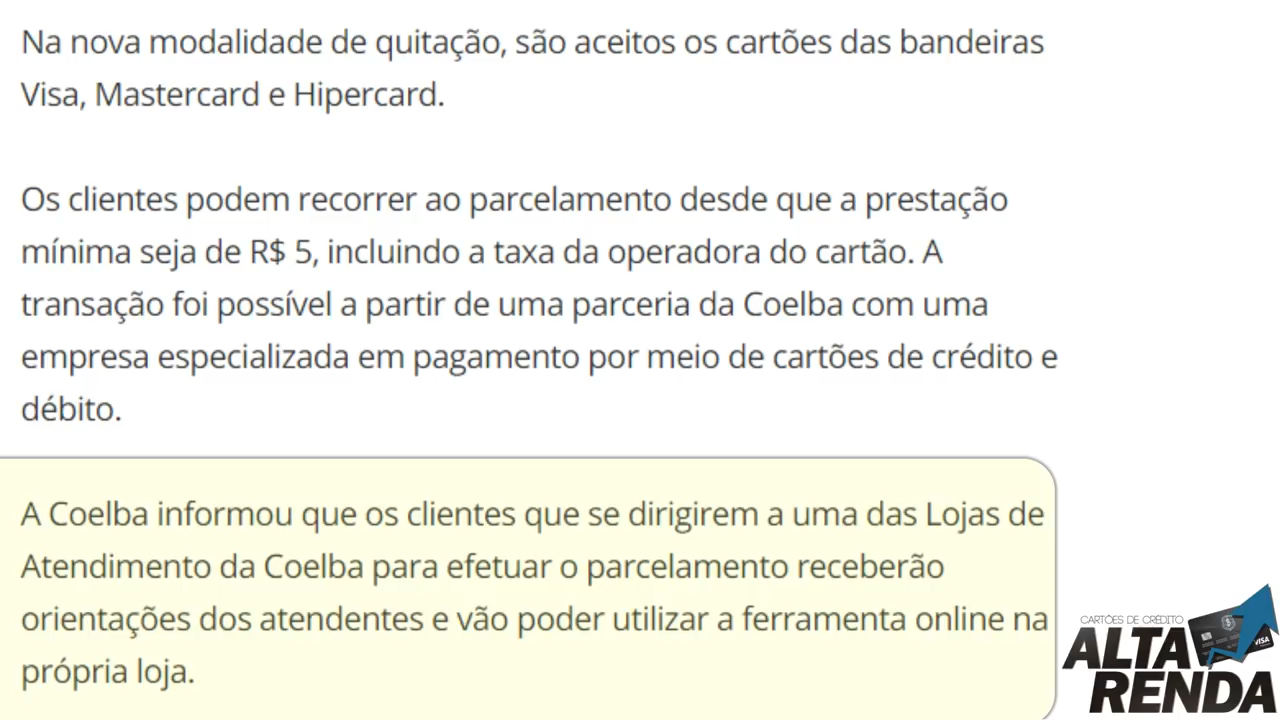 Na nova modalidade de quitação, são aceitos os cartões das bandeiras
Visa, Mastercard e Hipercard.
Os clientes podem recorrer ao parcelamento desde que a prestação
mínima seja de R$ 5, incluindo a taxa da operadora do cartão. A
transação foi possível a partir de uma parceria da Coelba com uma
empresa especializada em pagamento por meio de cartões de crédito e
débito.
A Coelba informou que os clientes que se dirigirem a uma das Lojas de
Atendimento da Coelba para efetuar o parcelamento receberão
orientações dos atendentes e vão poder utilizar a ferramenta online na
própria loja.
CARTÕES DE CRÉDITO
ALTA
VISA
RENDA